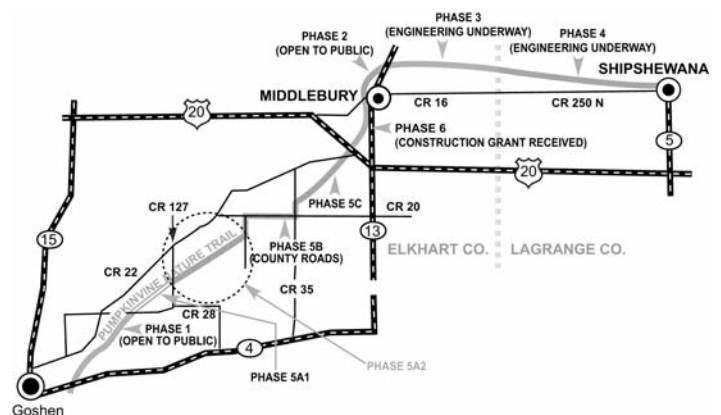 PHASE 3
(ENGINEERING UNDERWAY)
PHASE 2
(OPEN TO PUBLIC)
PHASE 4
(ENGINEERING UNDERWAY)
SHIPSHEWANA
MIDDLEBURY
CR 16
CR 250 N
20
PHASE 6
(CONSTRUCTION GRANT RECEIVED)
5
20
PHASE 5C
CR 127
CR 20
15
13
PHASE 5B
(COUNTY ROADS)
ELKHART CO.
LAGRANGE CO.
CR 22
PUMPKINVINE NATURE TRAIL
CR 35
CR 28
PHASE 1
(OPEN TO PUBLIC)
4
PHASE 5A2
PHASE 5A1
Goshen